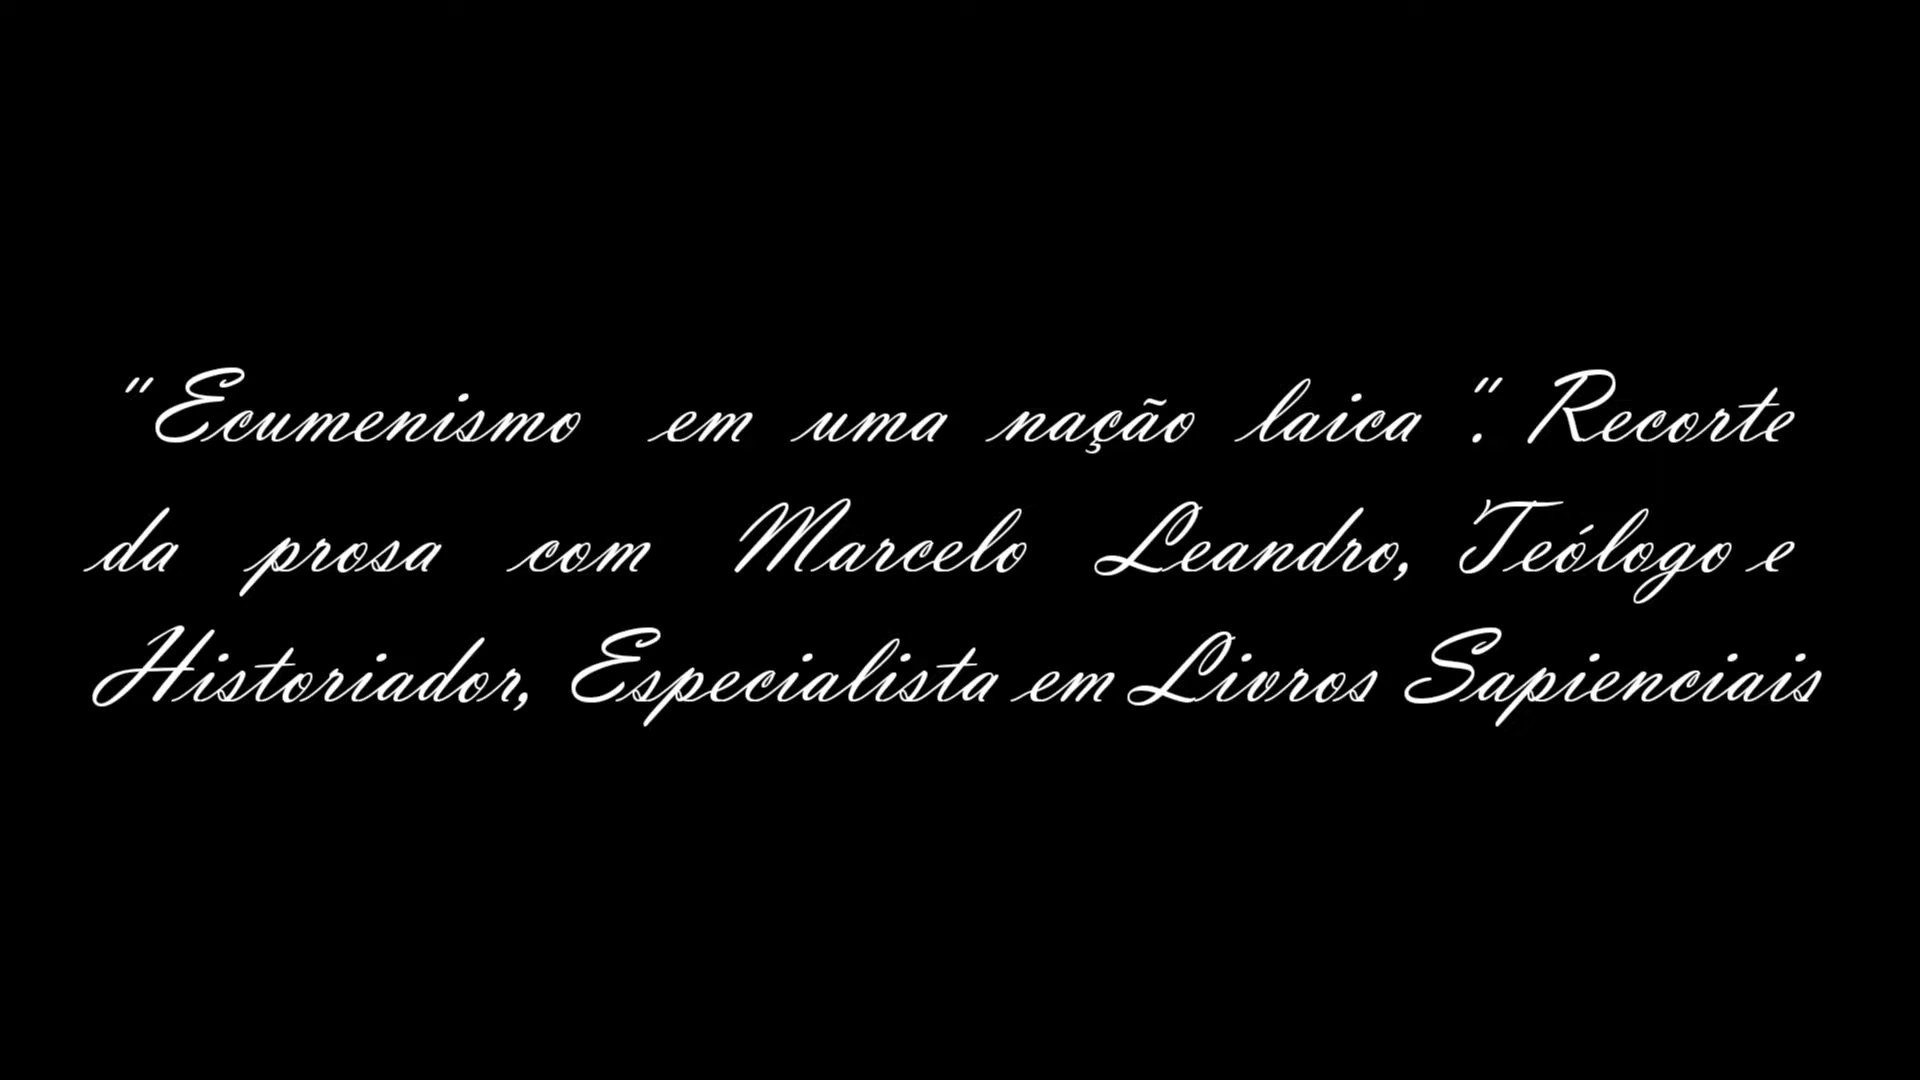 "Ecumenismo em uma nação laica". Recorte
da prosa com Marcelo Leandro, Teólogo e
Historiador, Especialista em Livros Sapienciais